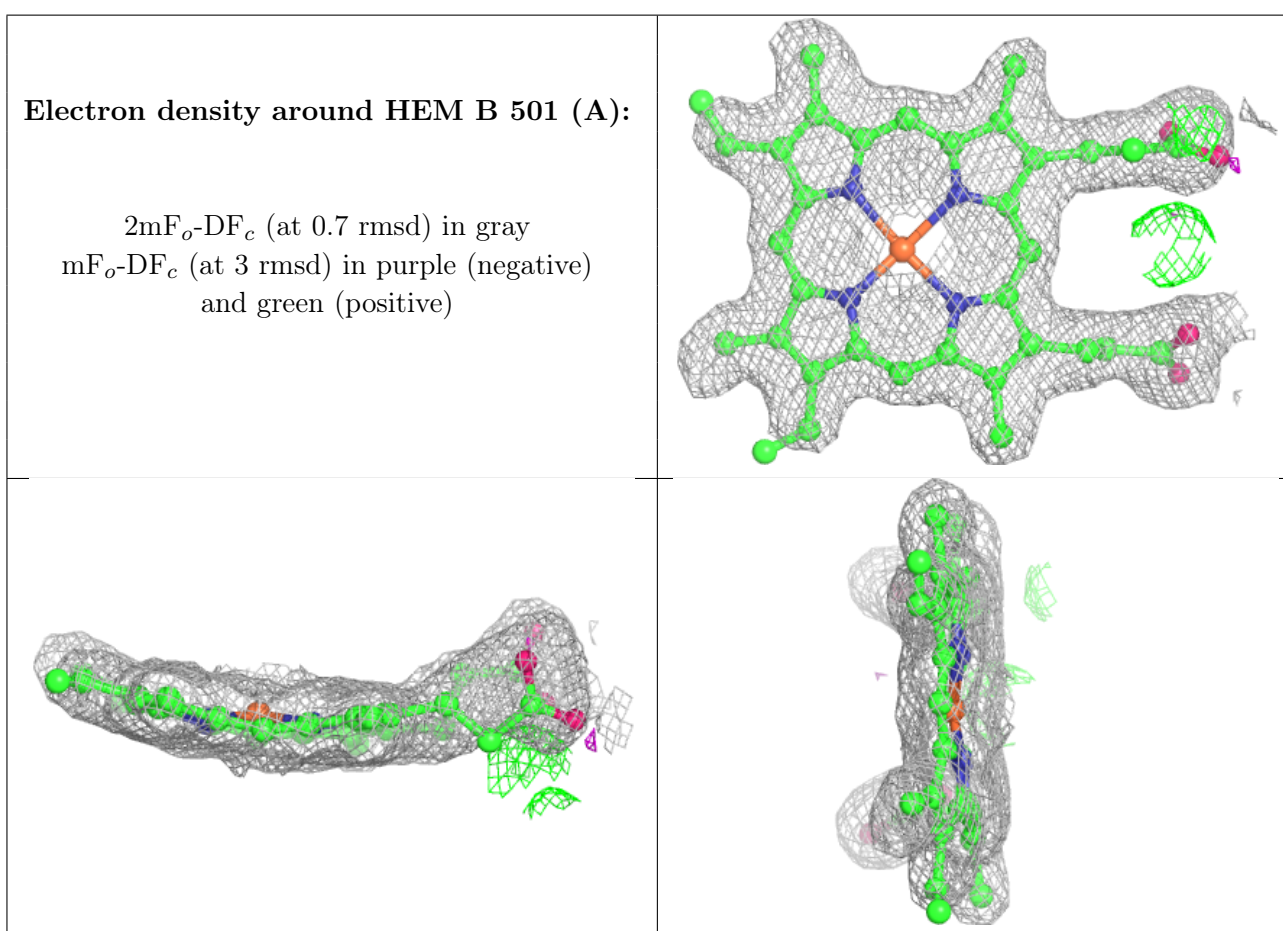 Electron density around HEM B 501 (A):
2mFo-DFc (at 0.7 rmsd) in gray
mFo-DFc (at 3 rmsd) in purple (negative)
and green (positive)